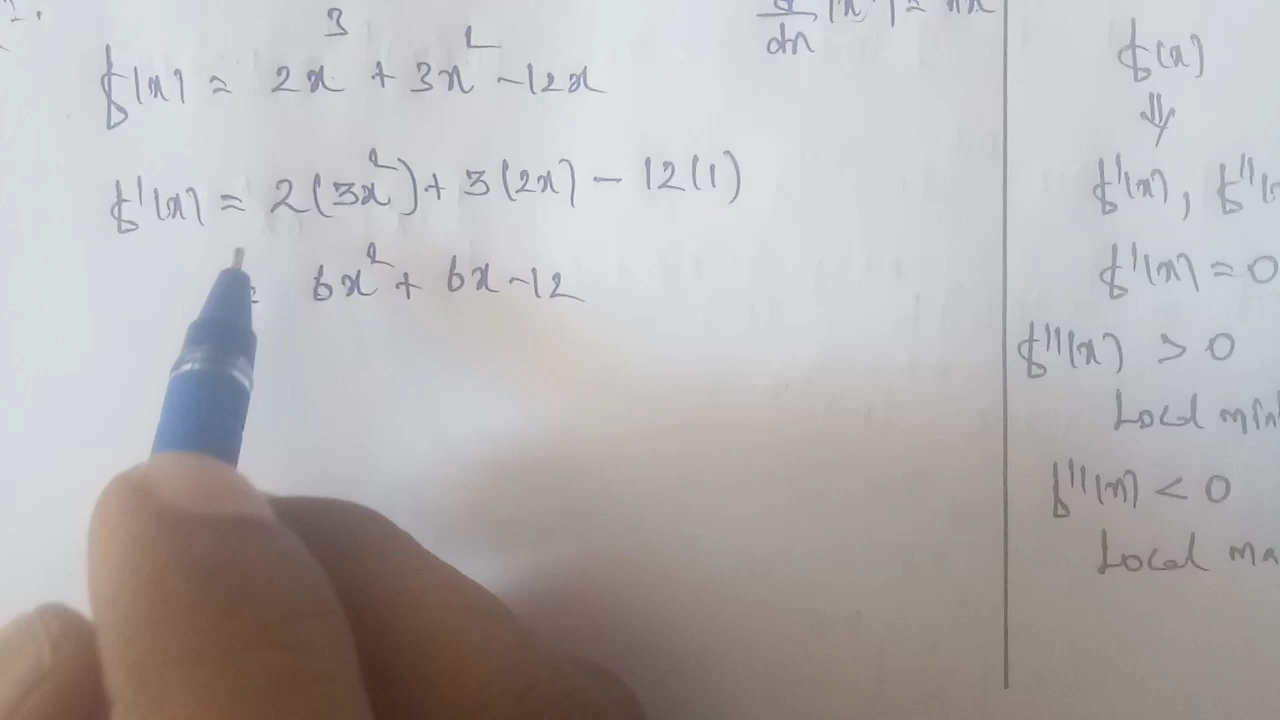 2.
f(x) = 2x³ + 3x² - 12x
f'(x) = 2(3x²) + 3(2x) - 12(1)
= 6x² + 6x - 12
f(x)
⇓
f'(x), f''(
f'(x) = 0
f''(x) > 0
Local min
f''(x) < 0
Local ma